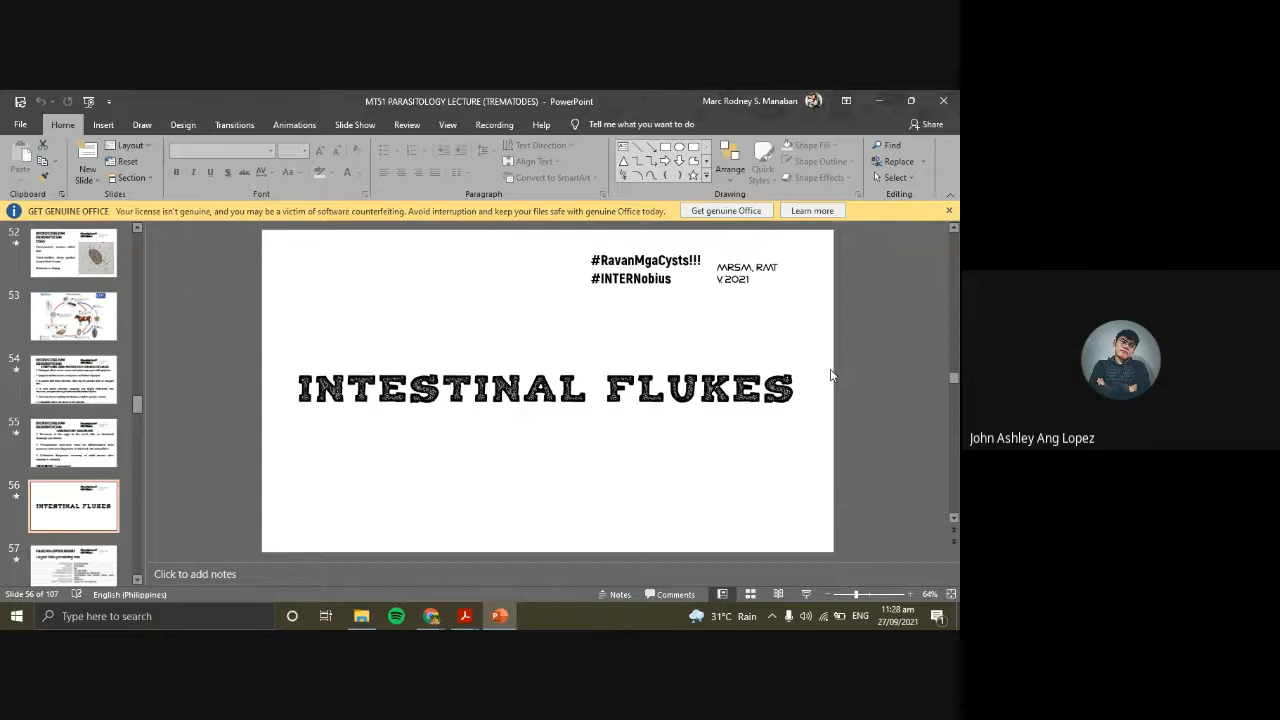 MT51 PARASITOLOGY LECTURE (TREMATODES) - PowerPoint
Marc Rodney S. Manaban
File Home Insert Draw Design Transitions Animations Slide Show Review View Recording Help Tell me what you want to do Share
Paste
Clipboard
New
Slide
Layout
Reset
Section
Slides
B I U S abc AV Aa A
Font
Text Direction
Align Text
Convert to SmartArt
Paragraph
Arrange
Quick
Styles
Shape Fill
Shape Outline
Shape Effects
Drawing
Find
Replace
Select
Editing
GET GENUINE OFFICE Your license isn't genuine, and you may be a victim of software counterfeiting. Avoid interruption and keep your files safe with genuine Office today. Get genuine Office Learn more
52
53
54
55
56
INTESTINAL FLUKES
57
#RavanMgaCysts!!!
#INTERNobius
MRSM, RMT
V.2021
INTESTINAL FLUKES
Click to add notes
Slide 56 of 107 English (Philippines) Notes Comments 64%
Type here to search
31°C Rain ENG
11:28 am
27/09/2021
1
John Ashley Ang Lopez